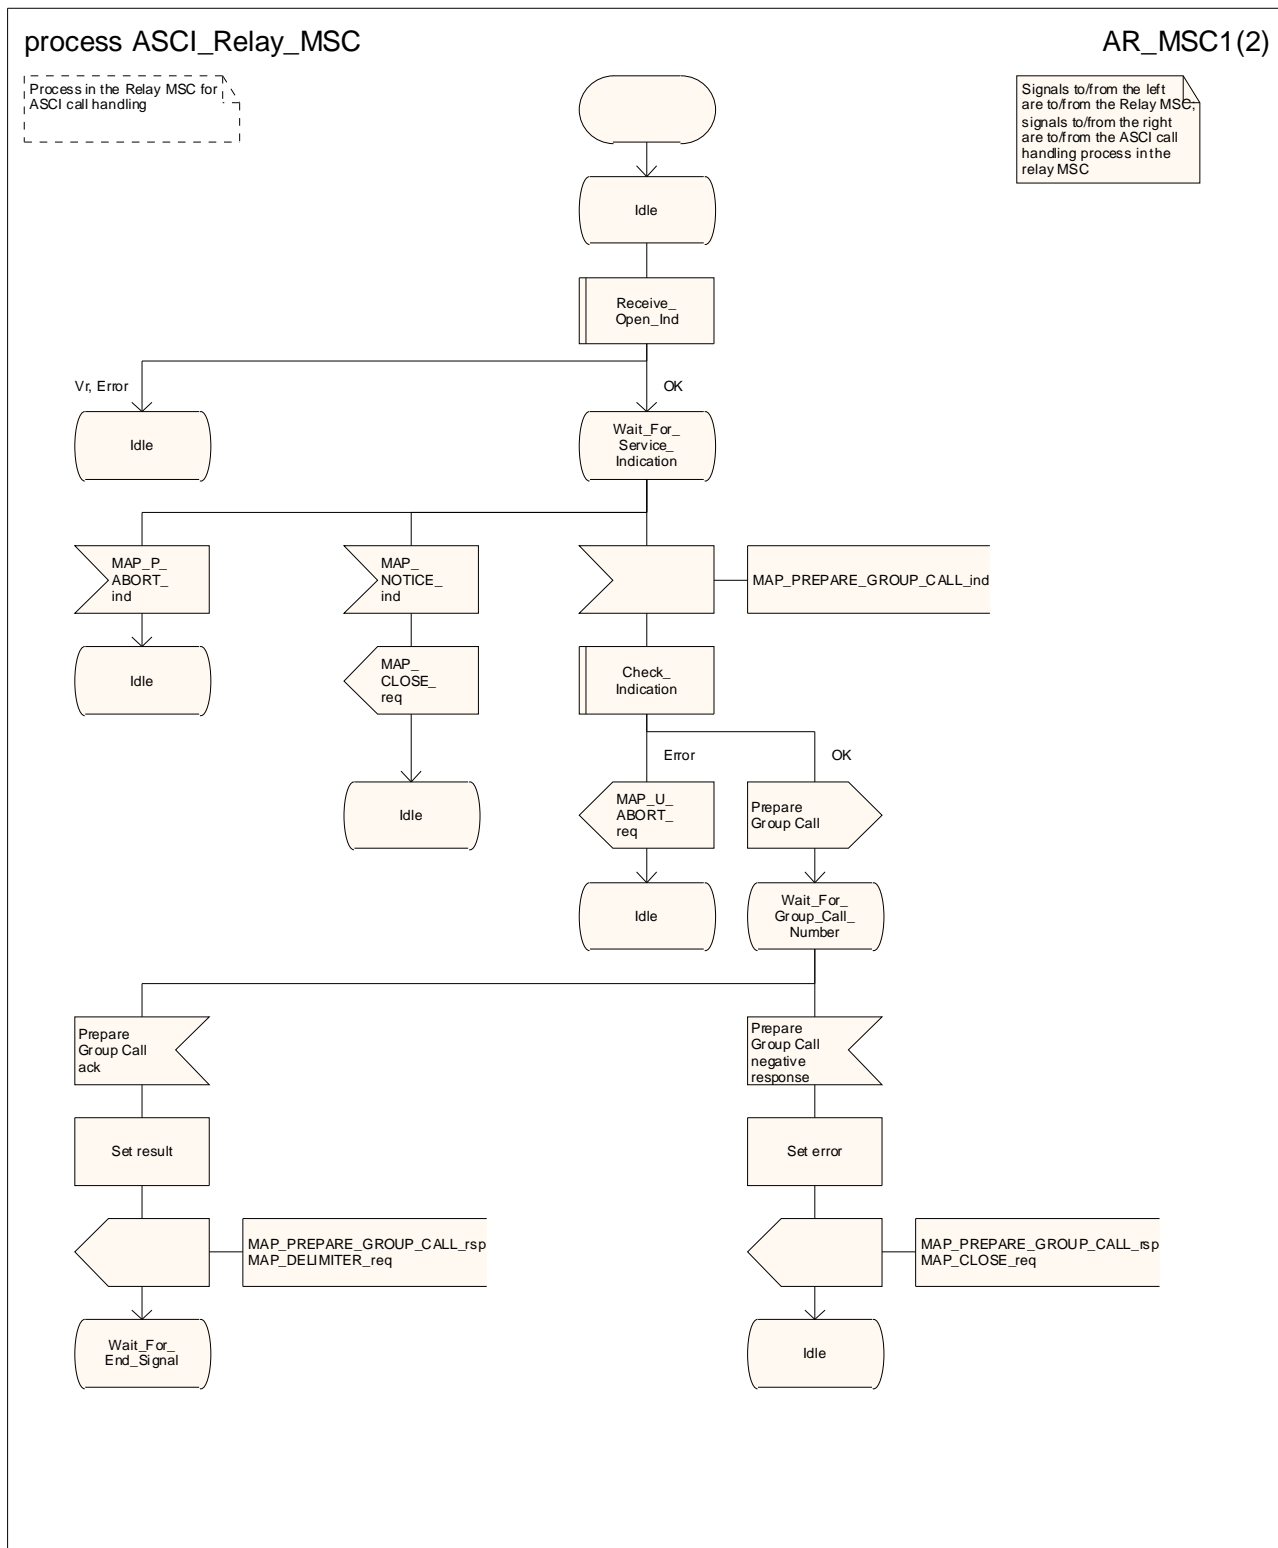 process ASCI_Relay_MSC
AR_MSC1(2)
Process in the Relay MSC for
ASCI call handling
Signals to/from the left
are to/from the Relay MSC;
signals to/from the right
are to/from the ASCI call
handling process in the
relay MSC
Idle
Receive_
Open_Ind
Vr, Error
OK
Idle
Wait_For_
Service_
Indication
MAP_P_
ABORT_
ind
MAP_
NOTICE_
ind
MAP_PREPARE_GROUP_CALL_ind
Idle
MAP_
CLOSE_
req
Check_
Indication
Error
OK
Idle
MAP_U_
ABORT_
req
Prepare
Group Call
Idle
Wait_For_
Group_Call_
Number
Prepare
Group Call
ack
Prepare
Group Call
negative
response
Set result
Set error
MAP_PREPARE_GROUP_CALL_rsp
MAP_DELIMITER_req
MAP_PREPARE_GROUP_CALL_rsp
MAP_CLOSE_req
Wait_For_
End_Signal
Idle